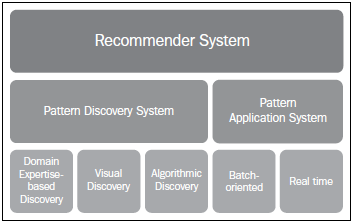 Recommender System
Pattern Discovery System
Pattern
Application System
Domain
Expertise-
based
Discovery
Visual
Discovery
Algorithmic
Discovery
Batch-
oriented
Real time